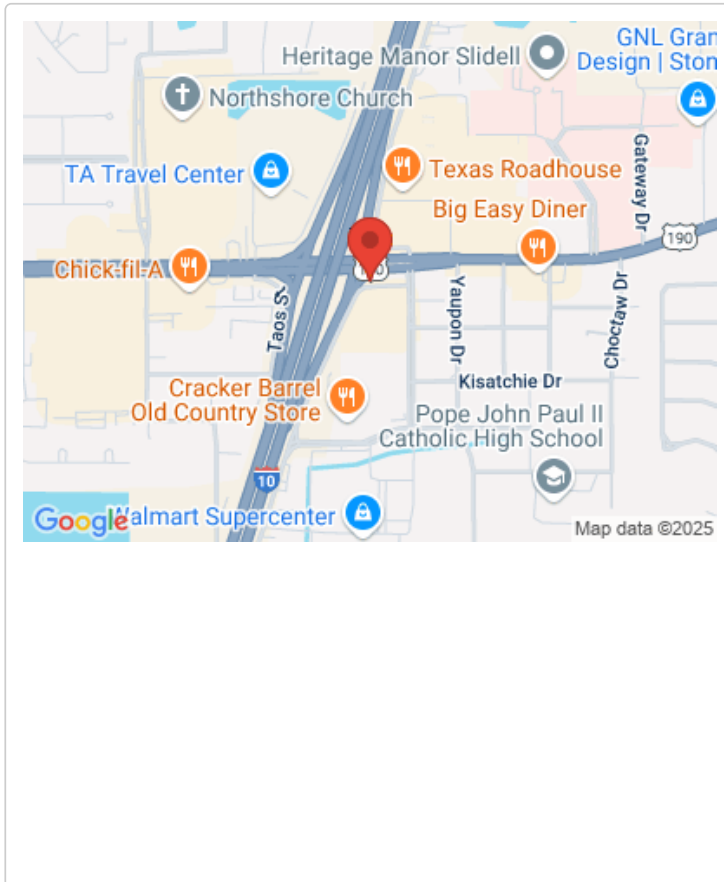 Heritage Manor Slidell
GNL Gran
Design | Ston
Northshore Church
TA Travel Center
Texas Roadhouse
Big Easy Diner
Gateway Dr
190
Chick-fil-A
Taos St
Yaupon Dr
Choctaw Dr
Kisatchie Dr
Cracker Barrel
Old Country Store
Pope John Paul II
Catholic High School
10
Google
Walmart Supercenter
Map data ©2025